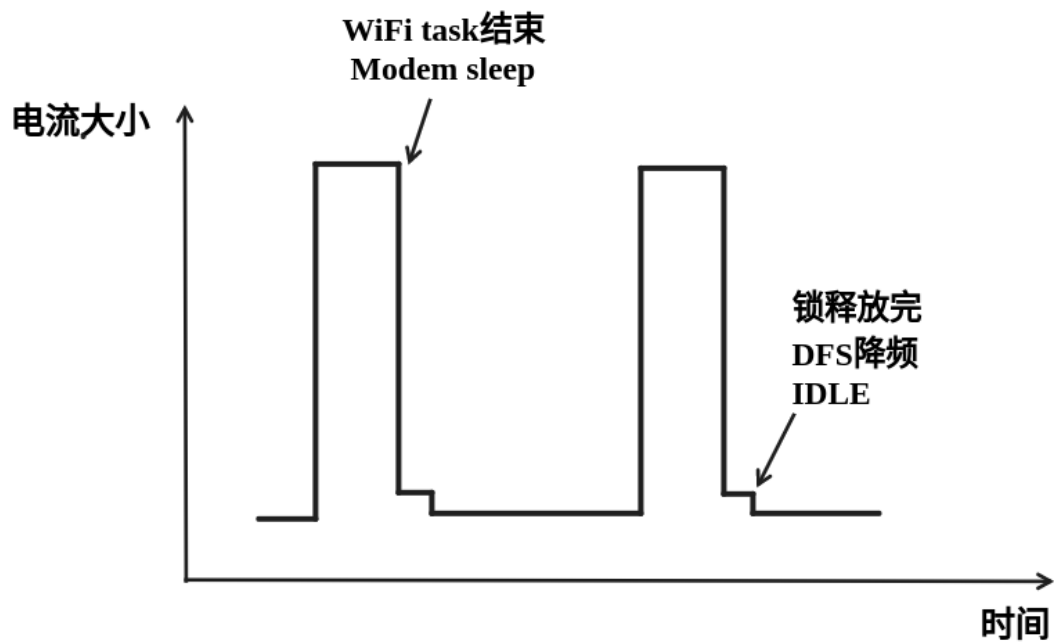 WiFi task结束
Modem sleep
电流大小
锁释放完
DFS降频
IDLE
时间